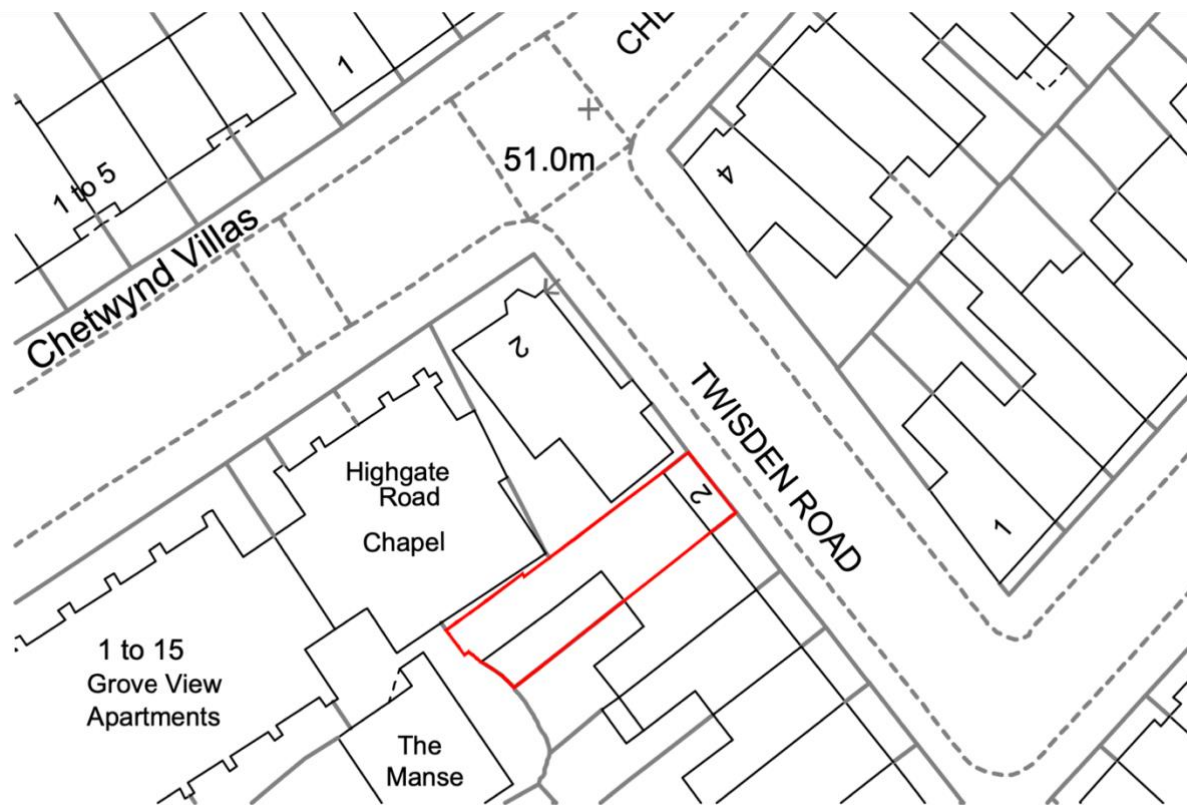 CHE
1
51.0m
1 to 5
4
Chetwynd Villas
2
TWISDEN ROAD
Highgate
Road
Chapel
2
1
1 to 15
Grove View
Apartments
The
Manse